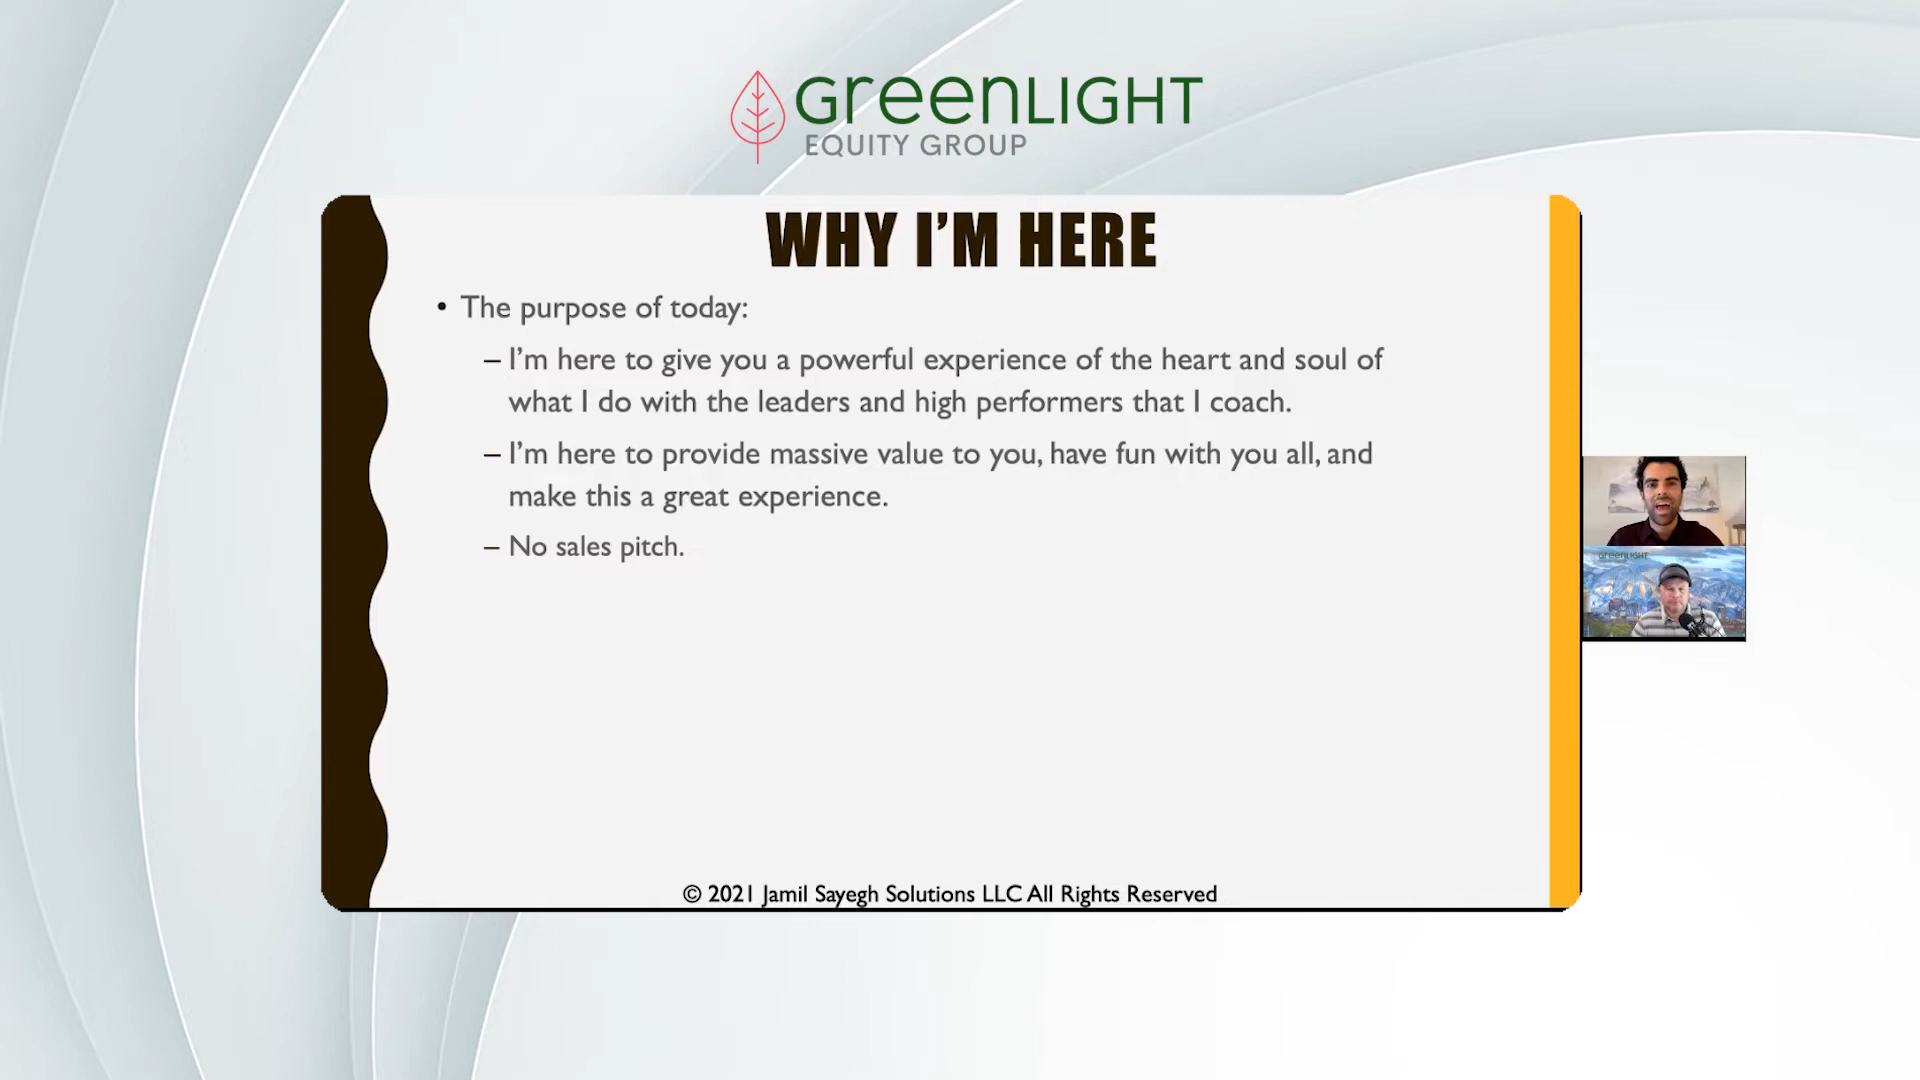 GreenLIGHT
EQUITY GROUP
WHY I'M HERE
• The purpose of today:
– I'm here to give you a powerful experience of the heart and soul of
what I do with the leaders and high performers that I coach.
– I'm here to provide massive value to you, have fun with you all, and
make this a great experience.
– No sales pitch.
GreenLIGHT
© 2021 Jamil Sayegh Solutions LLC All Rights Reserved